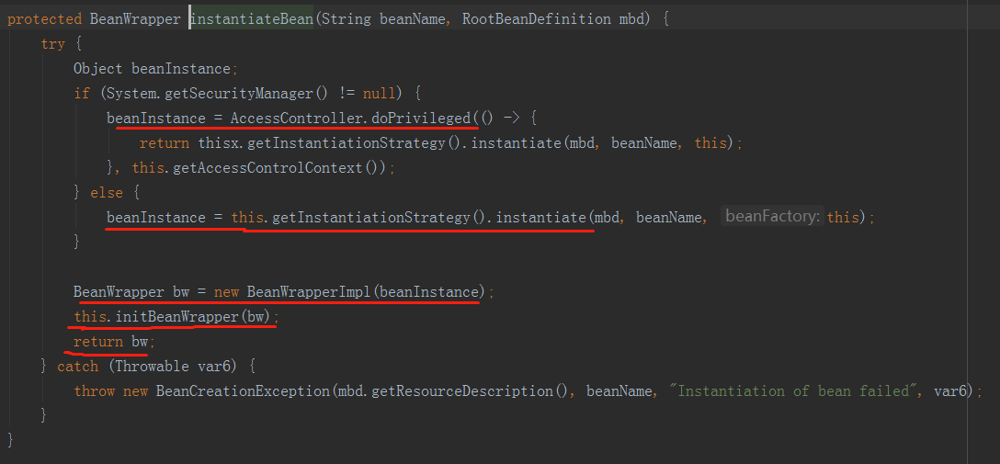 protected BeanWrapper instantiateBean(String beanName, RootBeanDefinition mbd) {
try {
Object beanInstance;
if (System.getSecurityManager() != null) {
beanInstance = AccessController.doPrivileged(() -> {
return thisx.getInstantiationStrategy().instantiate(mbd, beanName, this);
}, this.getAccessControlContext());
} else {
beanInstance = this.getInstantiationStrategy().instantiate(mbd, beanName, beanFactory: this);
}
BeanWrapper bw = new BeanWrapperImpl(beanInstance);
this.initBeanWrapper(bw);
return bw;
} catch (Throwable var6) {
throw new BeanCreationException(mbd.getResourceDescription(), beanName, "Instantiation of bean failed", var6);
}
}